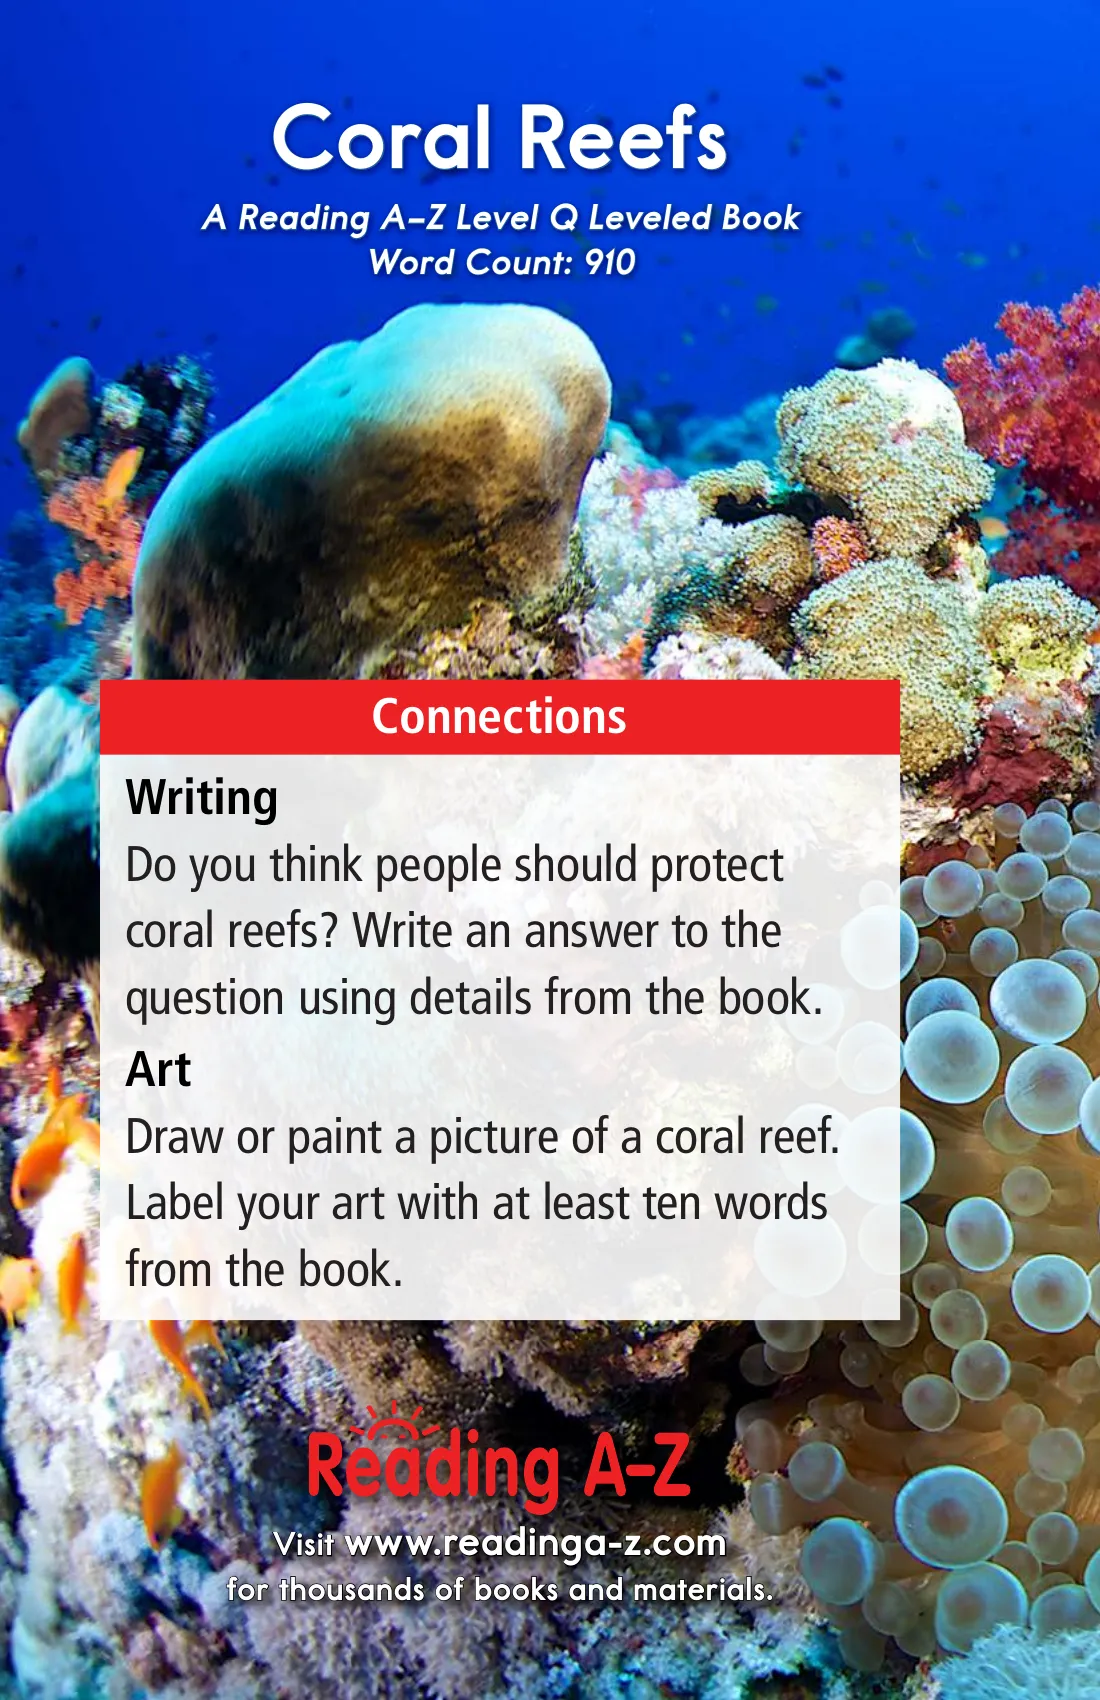 Coral Reefs
A Reading A–Z Level Q Leveled Book
Word Count: 910
Connections
Writing
Do you think people should protect
coral reefs? Write an answer to the
question using details from the book.
Art
Draw or paint a picture of a coral reef.
Label your art with at least ten words
from the book.
Reading A–Z
Visit www.readinga-z.com
for thousands of books and materials.